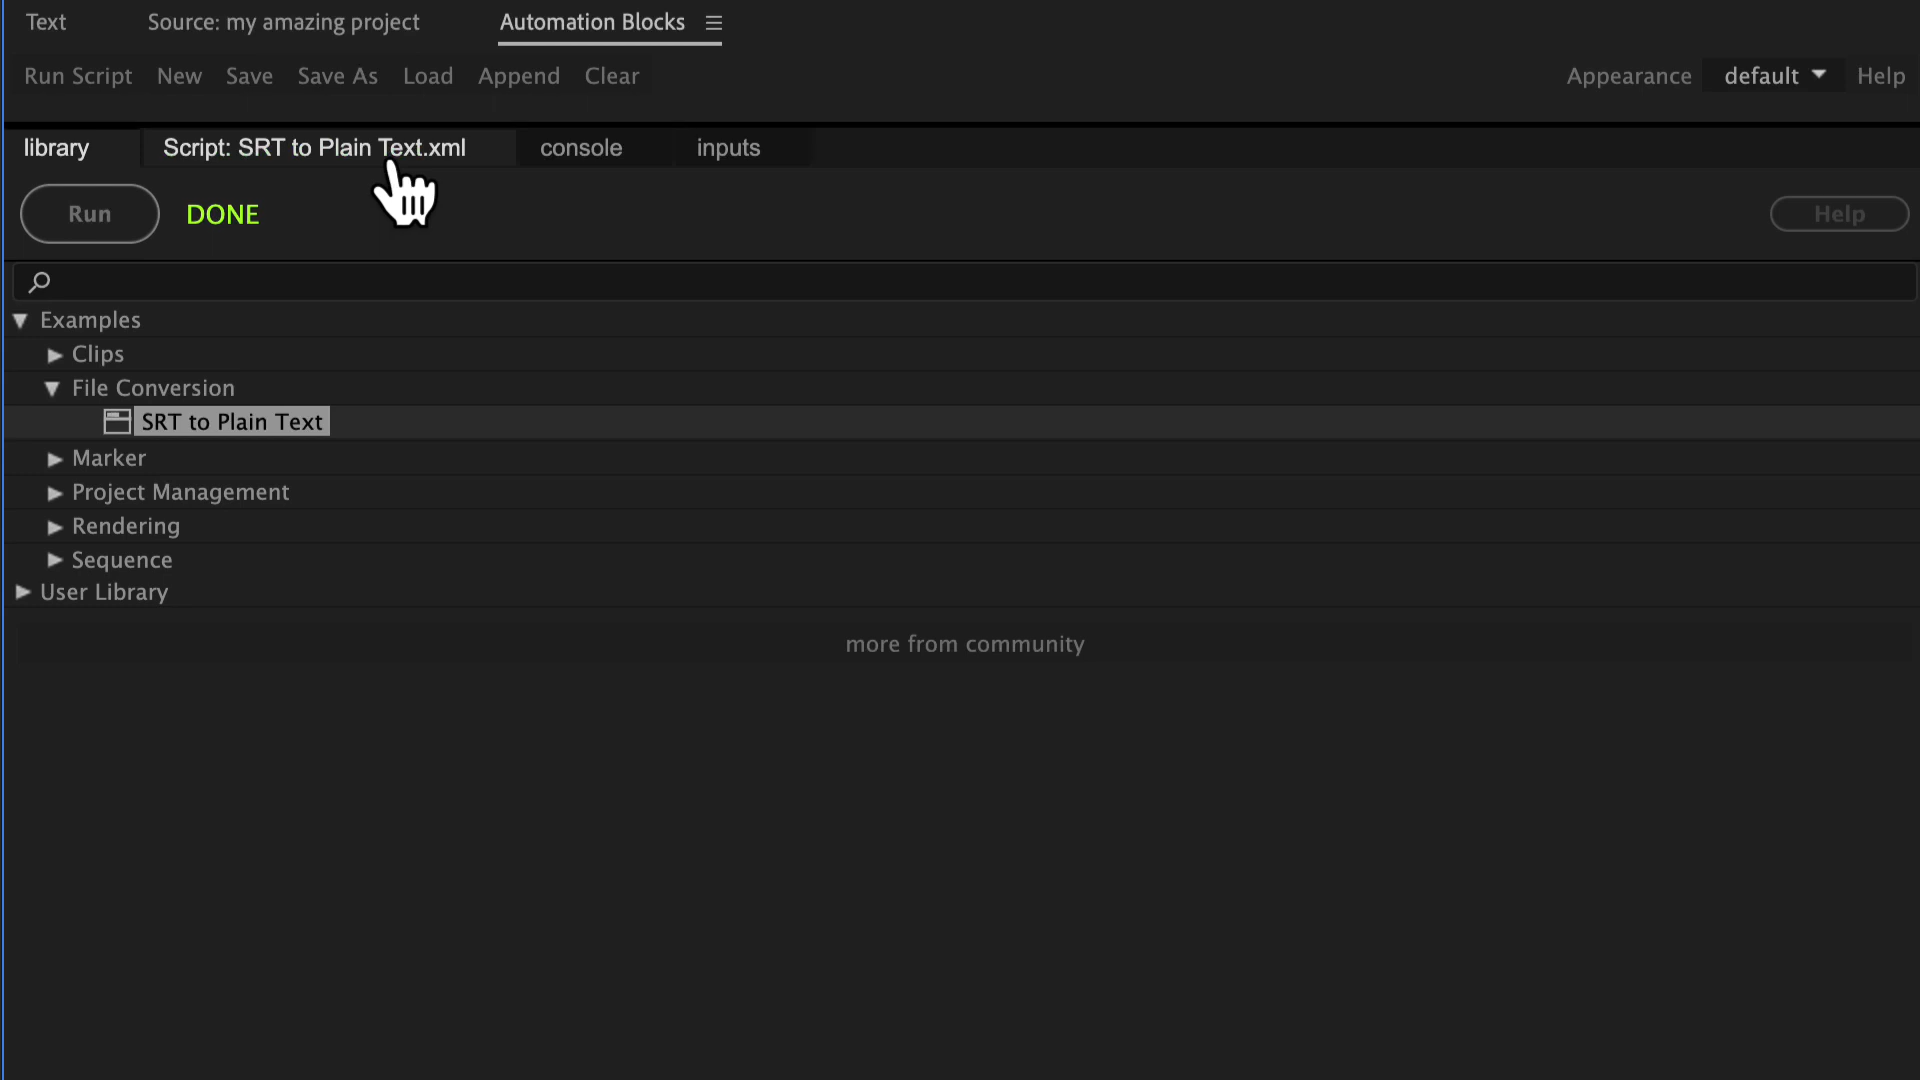 Text Source: my amazing project Automation Blocks
Run Script New Save Save As Load Append Clear Appearance default Help
library Script: SRT to Plain Text.xml console inputs
Run DONE Help
Examples
Clips
File Conversion
SRT to Plain Text
Marker
Project Management
Rendering
Sequence
User Library
more from community